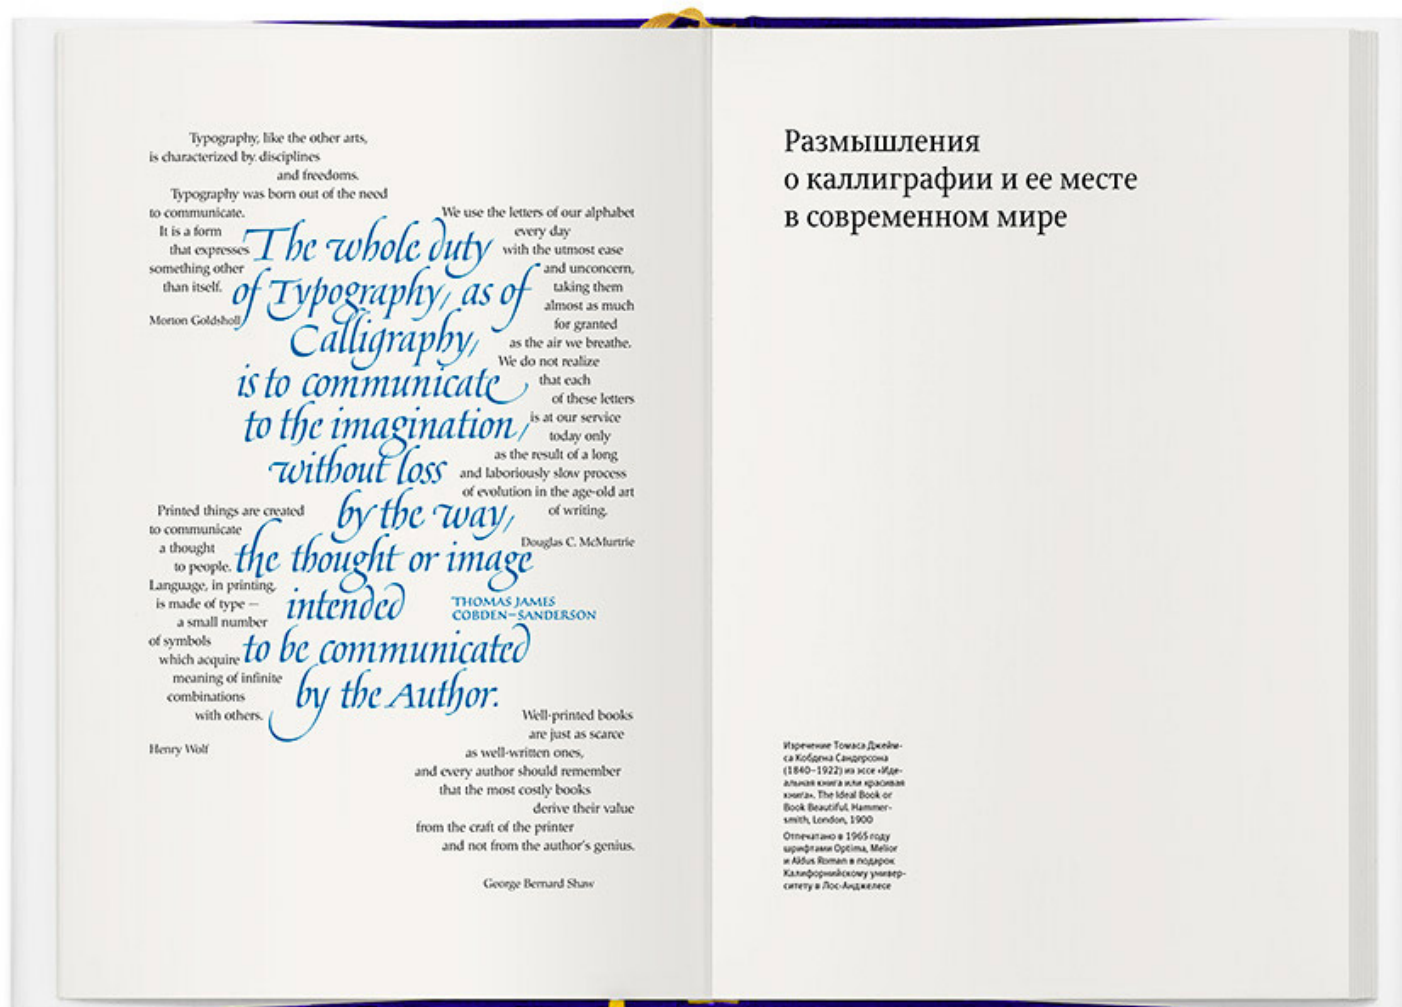 Typography, like the other arts,
is characterized by disciplines
and freedoms.
Typography was born out of the need
to communicate.
It is a form
that expresses
something other
than itself.
Morton Goldsholl
We use the letters of our alphabet
every day
with the utmost ease
and unconcern,
taking them
almost as much
for granted
as the air we breathe.
We do not realize
that each
of these letters
is at our service
today only
as the result of a long
and laboriously slow process
of evolution in the age-old art
of writing.
Douglas C. McMurtrie
The whole duty
of Typography, as of
Calligraphy,
is to communicate
to the imagination,
without loss
by the way,
the thought or image
intended
to be communicated
by the Author.
THOMAS JAMES
COBDEN-SANDERSON
Printed things are created
to communicate
a thought
to people.
Language, in printing,
is made of type —
a small number
of symbols
which acquire
meaning of infinite
combinations
with others.
Henry Wolf
Well-printed books
are just as scarce
as well-written ones,
and every author should remember
that the most costly books
derive their value
from the craft of the printer
and not from the author's genius.
George Bernard Shaw
Размышления
о каллиграфии и ее месте
в современном мире
Изречение Томаса Джейм-
са Кобдена Сандерсона
(1840–1922) из эссе «Иде-
альная книга или красивая
книга». The Ideal Book or
Book Beautiful, Hammer-
smith, London, 1900
Отпечатано в 1965 году
шрифтами Optima, Melior
и Aldus Roman в подарок
Калифорнийскому универ-
ситету в Лос-Анджелесе